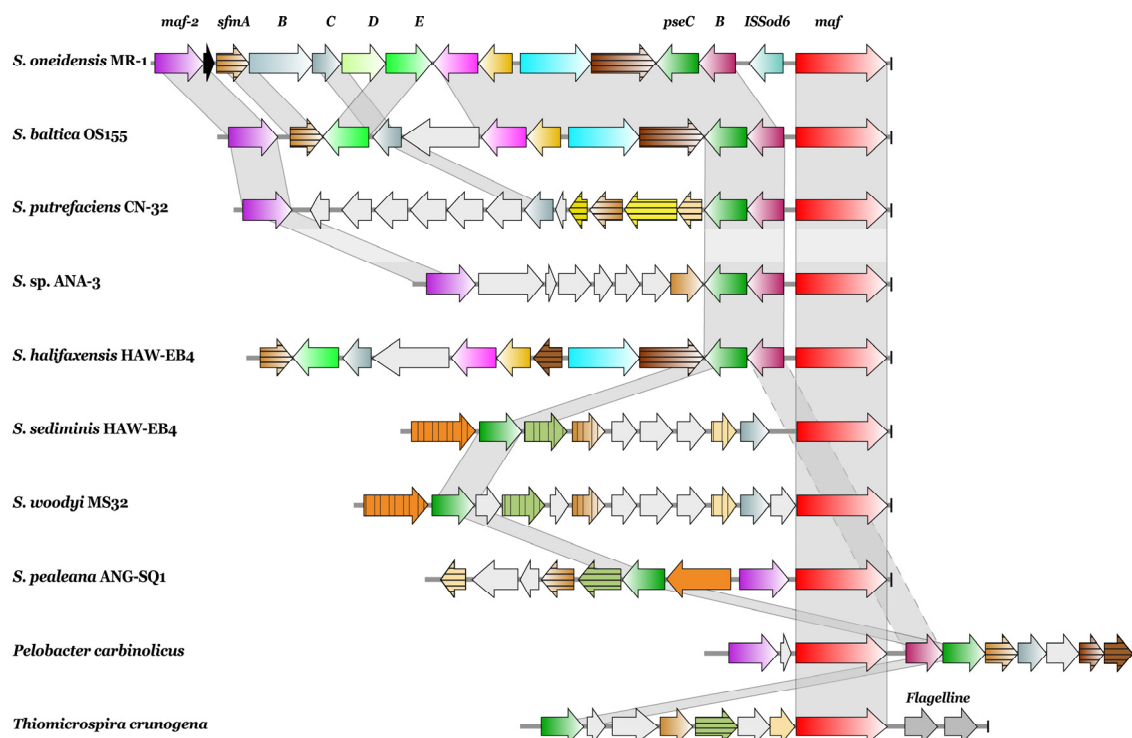 maf-2 sfmA B C D E pseC B ISSod6 maf
S. oneidensis MR-1
S. baltica OS155
S. putrefaciens CN-32
S. sp. ANA-3
S. halifaxensis HAW-EB4
S. sediminis HAW-EB4
S. woodyi MS32
S. pealeana ANG-SQ1
Pelobacter carbinolicus
Flagelline
Thiomicrospira crunogena